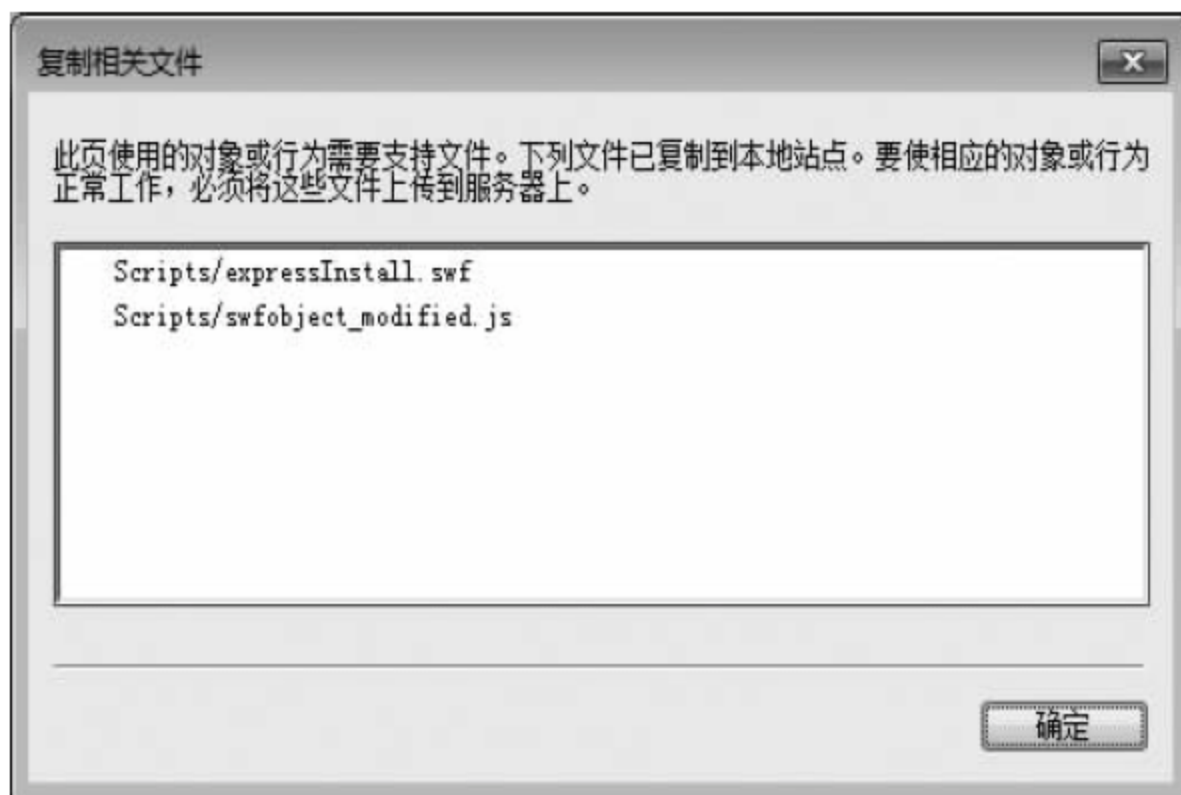 复制相关文件
此页使用的对象或行为需要支持文件。下列文件已复制到本地站点。要使相应的对象或行为
正常工作，必须将这些文件上传到服务器上。
Scripts/expressInstall.swf
Scripts/swfobject_modified.js
确定